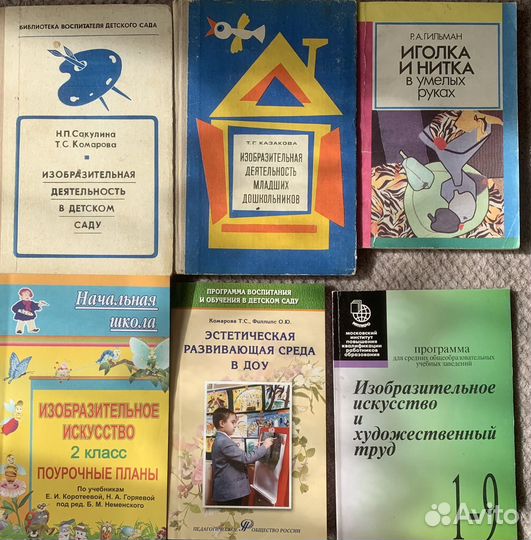 БИБЛИОТЕКА ВОСПИТАТЕЛЯ ДЕТСКОГО САДА
Н.П.Сакулина
Т.С.Комарова
ИЗОБРАЗИТЕЛЬНАЯ
ДЕЯТЕЛЬНОСТЬ
В ДЕТСКОМ
САДУ
Т.Г.КАЗАКОВА
ИЗОБРАЗИТЕЛЬНАЯ
ДЕЯТЕЛЬНОСТЬ
МЛАДШИХ
ДОШКОЛЬНИКОВ
Р.А.ГИЛЬМАН
ИГОЛКА
И НИТКА
в умелых
руках
Начальная
школа
ИЗОБРАЗИТЕЛЬНОЕ
ИСКУССТВО
2 класс
ПОУРОЧНЫЕ ПЛАНЫ
По учебникам
Е. И. Коротеевой, Н. А. Горяевой
под ред. Б. М. Неменского
ПРОГРАММА ВОСПИТАНИЯ
И ОБУЧЕНИЯ В ДЕТСКОМ САДУ
Комарова Т.С., Филлипс О.Ю.
ЭСТЕТИЧЕСКАЯ
РАЗВИВАЮЩАЯ СРЕДА
В ДОУ
ПЕДАГОГИЧЕСКОЕ ОБЩЕСТВО РОССИИ
МИПКРО
московский
институт
повышения
квалификации
работников
образования
программа
для средних общеобразовательных
учебных заведений
Изобразительное
искусство
и
художественный
труд
1-9
Avito